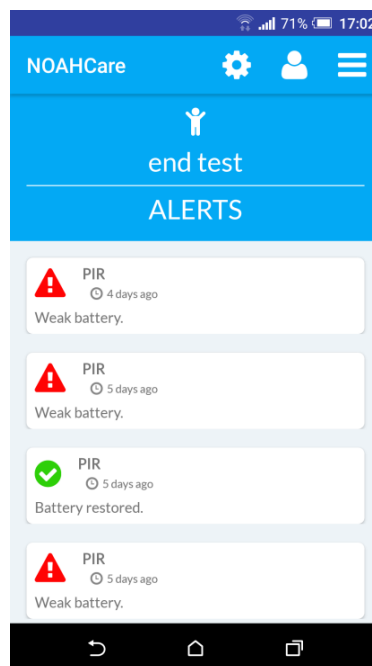 71% 17:02
NOAHCare
end test
ALERTS
PIR
4 days ago
Weak battery.
PIR
5 days ago
Weak battery.
PIR
5 days ago
Battery restored.
PIR
5 days ago
Weak battery.